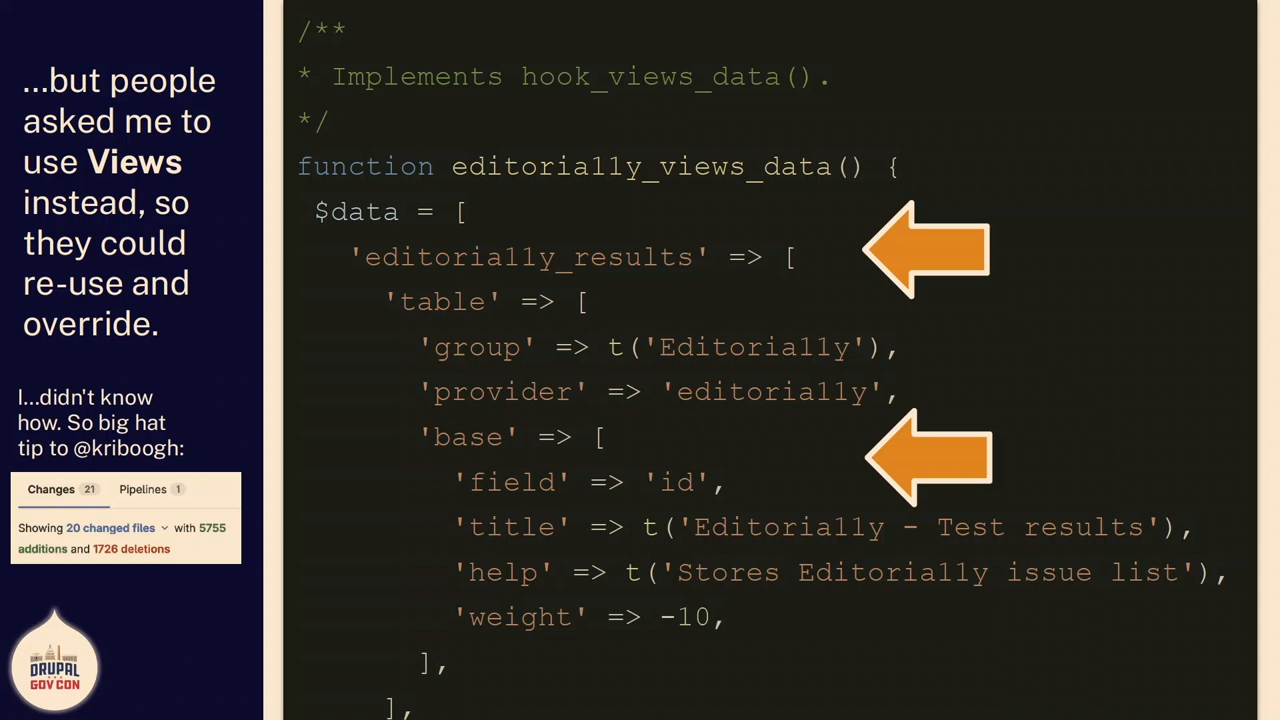 ...but people
asked me to
use Views
instead, so
they could
re-use and
override.
I...didn't know
how. So big hat
tip to @kriboogh:
Changes 21 Pipelines 1
Showing 20 changed files with 5755
additions and 1726 deletions
DRUPAL
GOV CON
/**
* Implements hook_views_data().
*/
function editoria11y_views_data() {
$data = [
'editoria11y_results' => [
'table' => [
'group' => t('Editoria11y'),
'provider' => 'editoria11y',
'base' => [
'field' => 'id',
'title' => t('Editoria11y - Test results'),
'help' => t('Stores Editoria11y issue list'),
'weight' => -10,
],
],